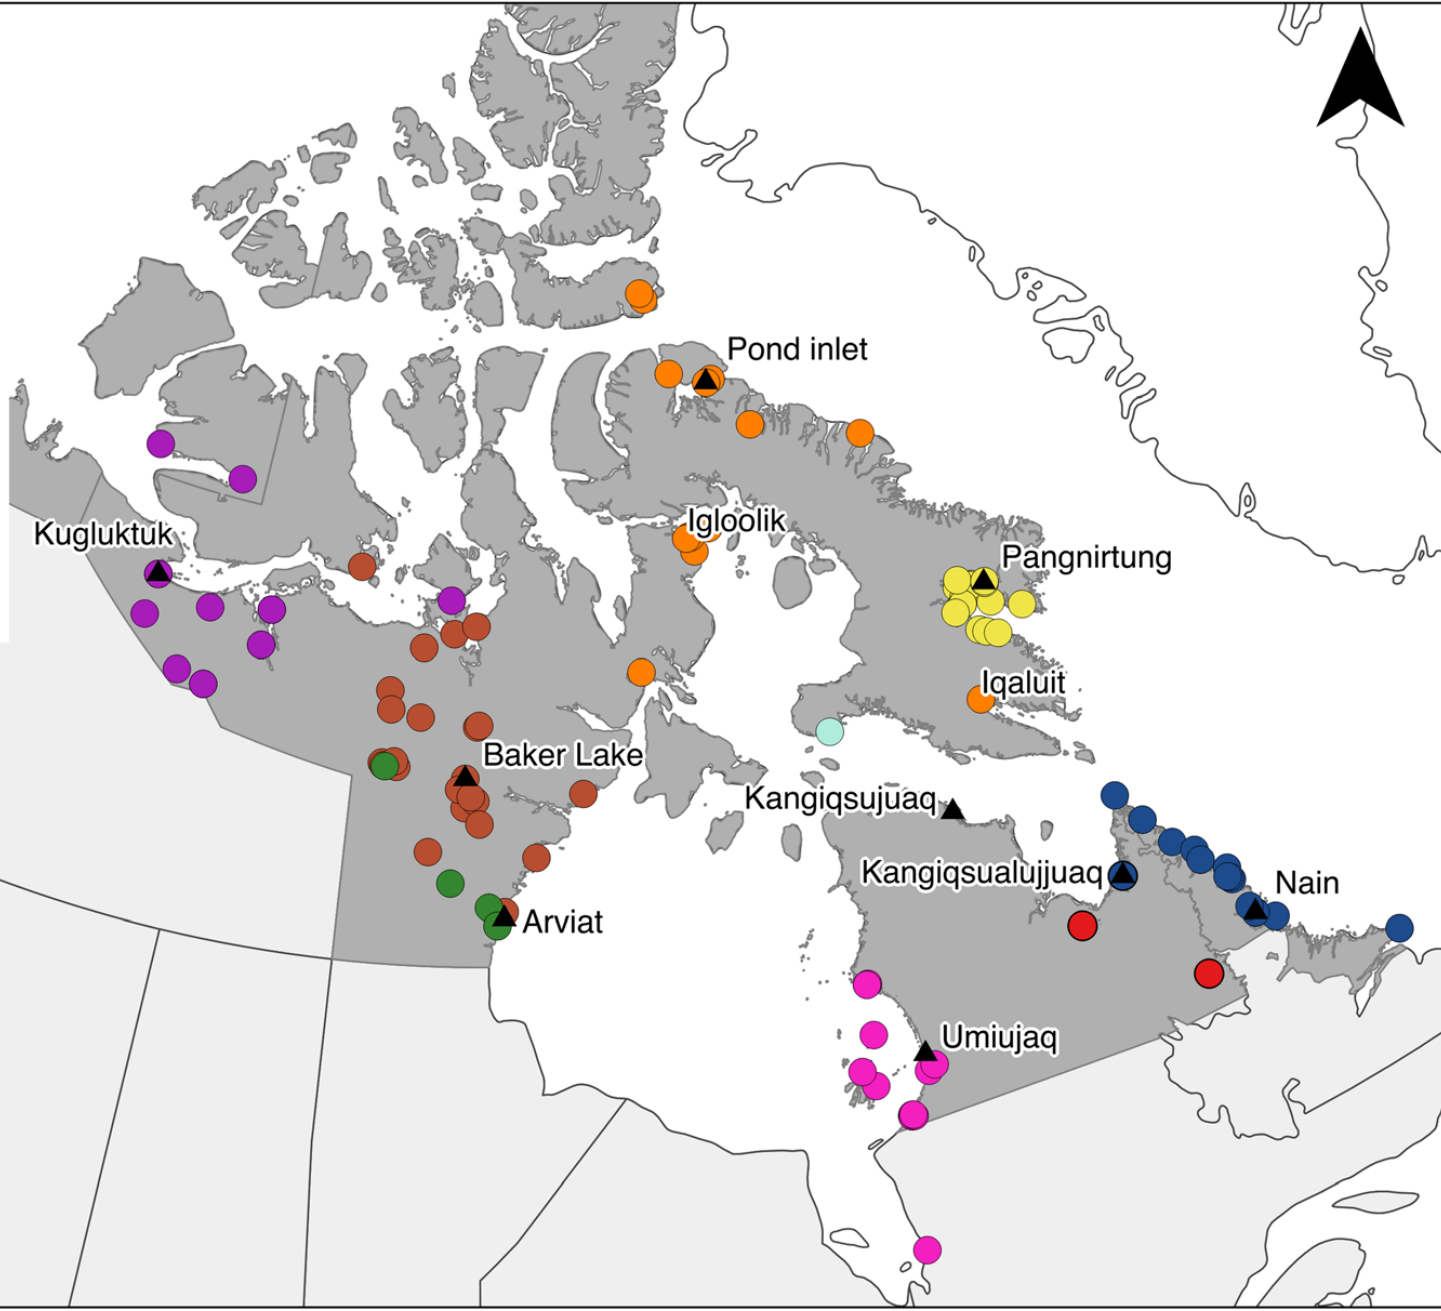 Pond inlet
Igloolik
Kugluktuk
Pangnirtung
Iqaluit
Baker Lake
Kangiqsujuaq
Kangiqsualujjuaq
Nain
Arviat
Umiujaq